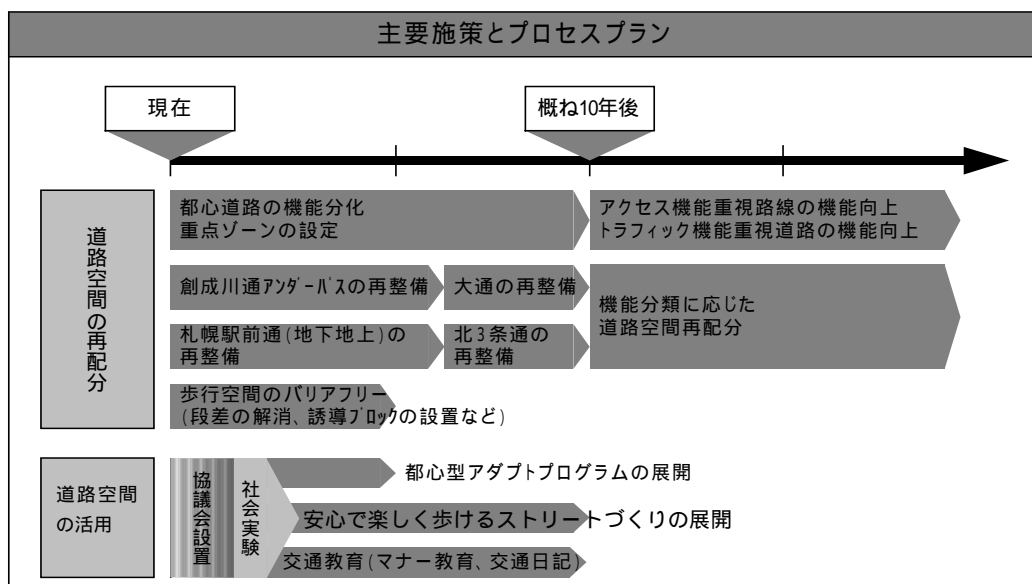 主要施策とプロセスプラン
現在
概ね10年後
道路空間の再配分
都心道路の機能分化
重点ゾーンの設定
アクセス機能重視路線の機能向上
トラフィック機能重視道路の機能向上
創成川通アンダーパスの再整備
大通の再整備
機能分類に応じた
道路空間再配分
札幌駅前通(地下地上)の
再整備
北3条通の
再整備
歩行空間のバリアフリー
(段差の解消、誘導ブロックの設置など)
道路空間
の活用
協議会設置
社会実験
都心型アダプトプログラムの展開
安心で楽しく歩けるストリートづくりの展開
交通教育(マナー教育、交通日記)